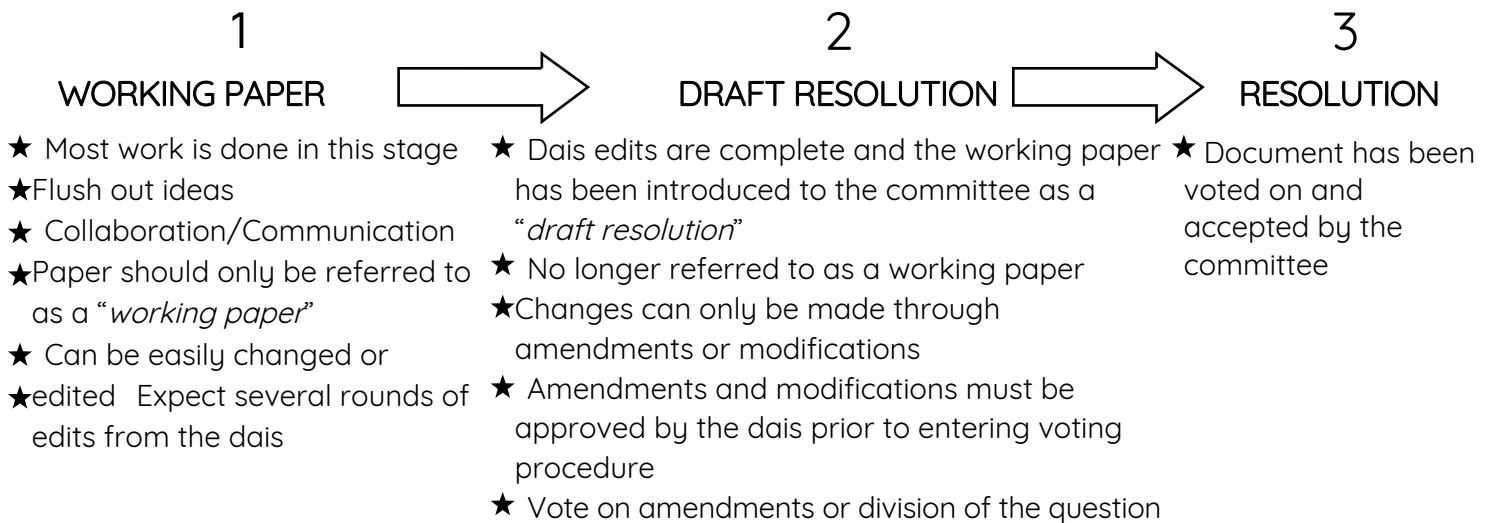 1
WORKING PAPER
★ Most work is done in this stage
★Flush out ideas
★ Collaboration/Communication
★Paper should only be referred to
as a “working paper”
★ Can be easily changed or
★edited Expect several rounds of
edits from the dais
2
DRAFT RESOLUTION
★ Dais edits are complete and the working paper
has been introduced to the committee as a
“draft resolution”
★ No longer referred to as a working paper
★Changes can only be made through
amendments or modifications
★ Amendments and modifications must be
approved by the dais prior to entering voting
procedure
★ Vote on amendments or division of the question
3
RESOLUTION
★ Document has been
voted on and
accepted by the
committee